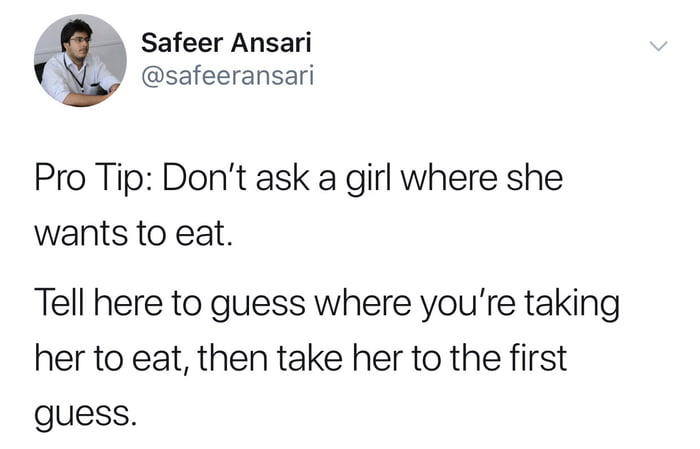 Safeer Ansari
@safeeransari
Pro Tip: Don’t ask a girl where she
wants to eat.
Tell here to guess where you’re taking
her to eat, then take her to the first
guess.